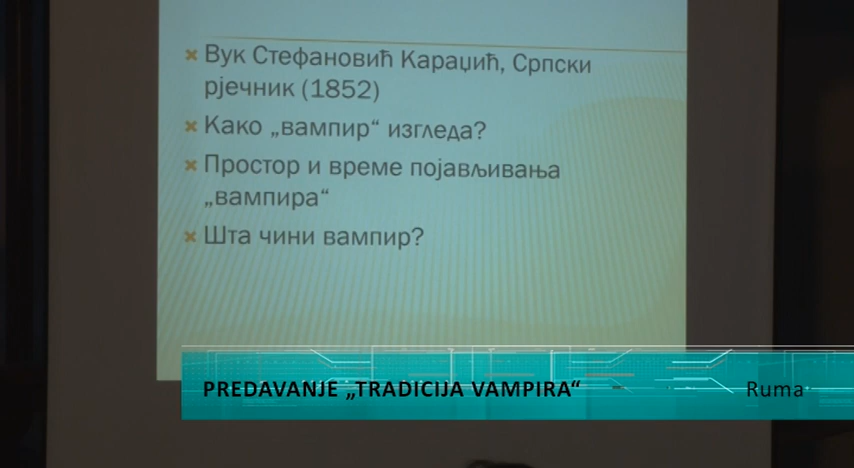 Вук Стефановић Караџић, Српски
рјечник (1852)
Како „вампир“ изгледа?
Простор и време појављивања
„вампира“
Шта чини вампир?
PREDAVANJE „TRADICIJA VAMPIRA“ Ruma